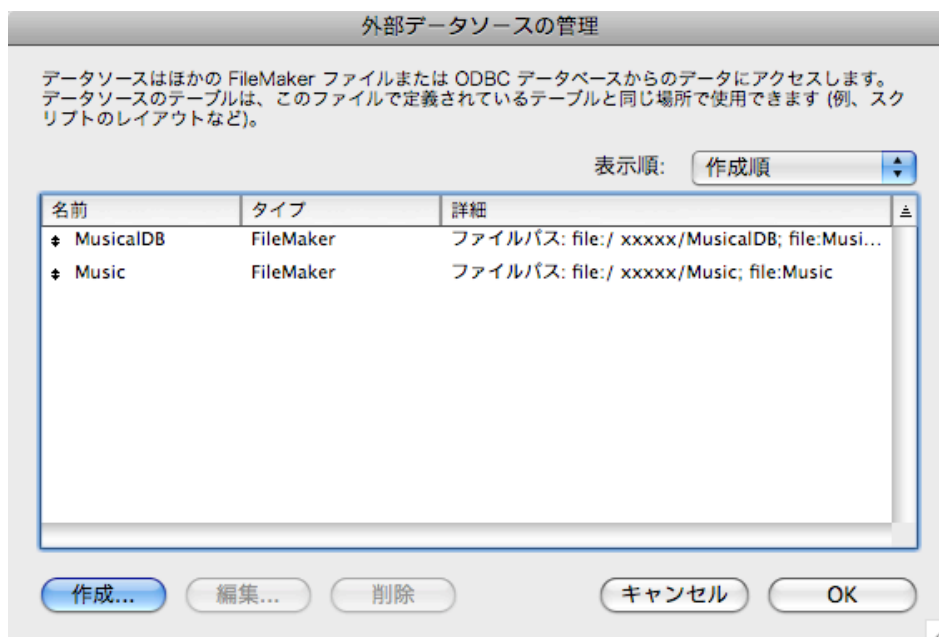 外部データソースの管理
データソースはほかの FileMaker ファイルまたは ODBC データベースからのデータにアクセスします。
データソースのテーブルは、このファイルで定義されているテーブルと同じ場所で使用できます (例、スク
リプトのレイアウトなど)。
表示順: 作成順
名前 タイプ 詳細
MusicalDB FileMaker ファイルパス: file:/ xxxxx/MusicalDB; file:Musi...
Music FileMaker ファイルパス: file:/ xxxxx/Music; file:Music
作成... 編集... 削除 キャンセル OK